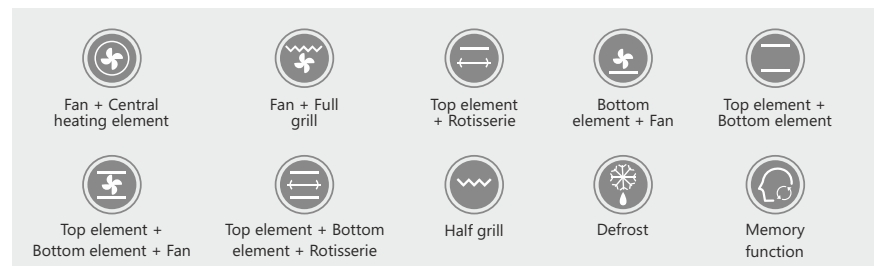 Fan + Central
heating element
Fan + Full
grill
Top element
+ Rotisserie
Bottom
element + Fan
Top element +
Bottom element
Top element +
Bottom element + Fan
Top element + Bottom
element + Rotisserie
Half grill
Defrost
Memory
function